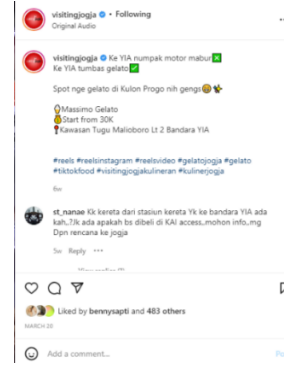 visitingjogja • Following
Original Audio
visitingjogja Ke YIA numpak motor mabur❎
Ke YIA tumbas gelato✅
Spot nge gelato di Kulon Progo nih gengs
Massimo Gelato
Start from 30K
Kawasan Tugu Malioboro Lt 2 Bandara YIA
#reels #reelsinstagram #reelsvideo #gelatojogja #gelato
#tiktokfood #visitingjogjakulineran #kulinerjogja
6w
st_nanae Kk kereta dari stasiun kereta Yk ke bandara YIA ada
kah..?Jk ada apakah bs dibeli di KAI access..mohon info..mg
Dpn rencana ke jogja
5w Reply •••
Liked by bennysapti and 483 others
MARCH 28
Add a comment...